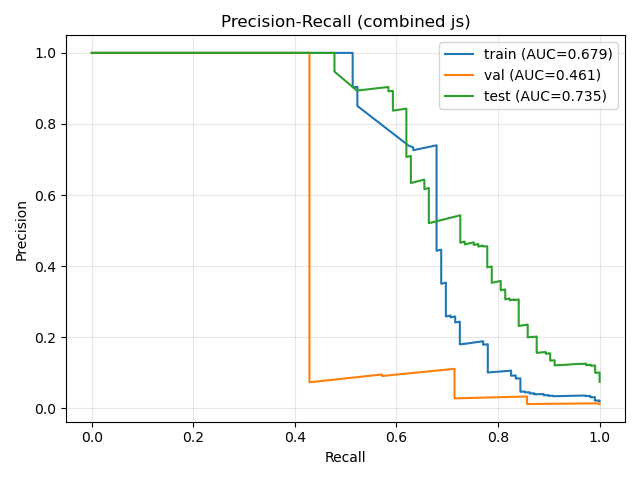 Precision-Recall (combined js)
train (AUC=0.679)
val (AUC=0.461)
test (AUC=0.735)
Precision
1.0
0.8
0.6
0.4
0.2
0.0
0.0 0.2 0.4 0.6 0.8 1.0
Recall